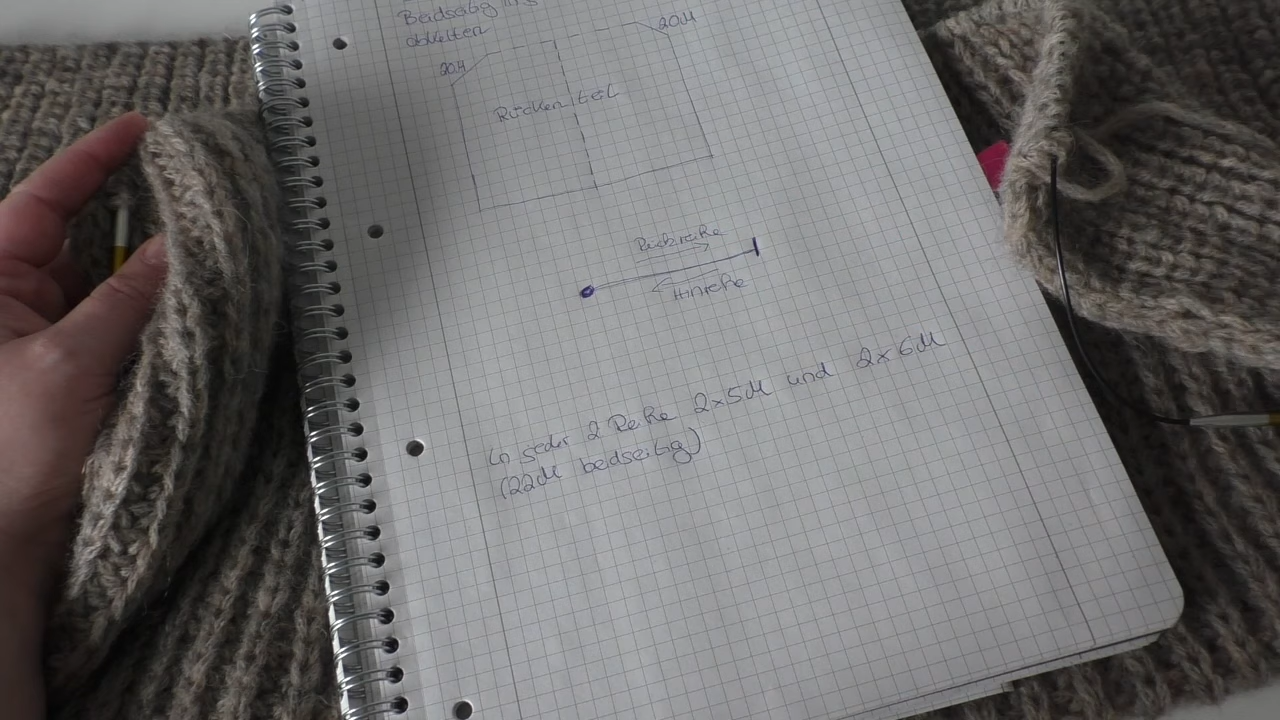 Beidseitig
abketten
20M
20M
Rückenteil
Rückreihe
Hinreihe
In jeder 2 Reihe 2x5M und 2x6M
(22M beidseitig)